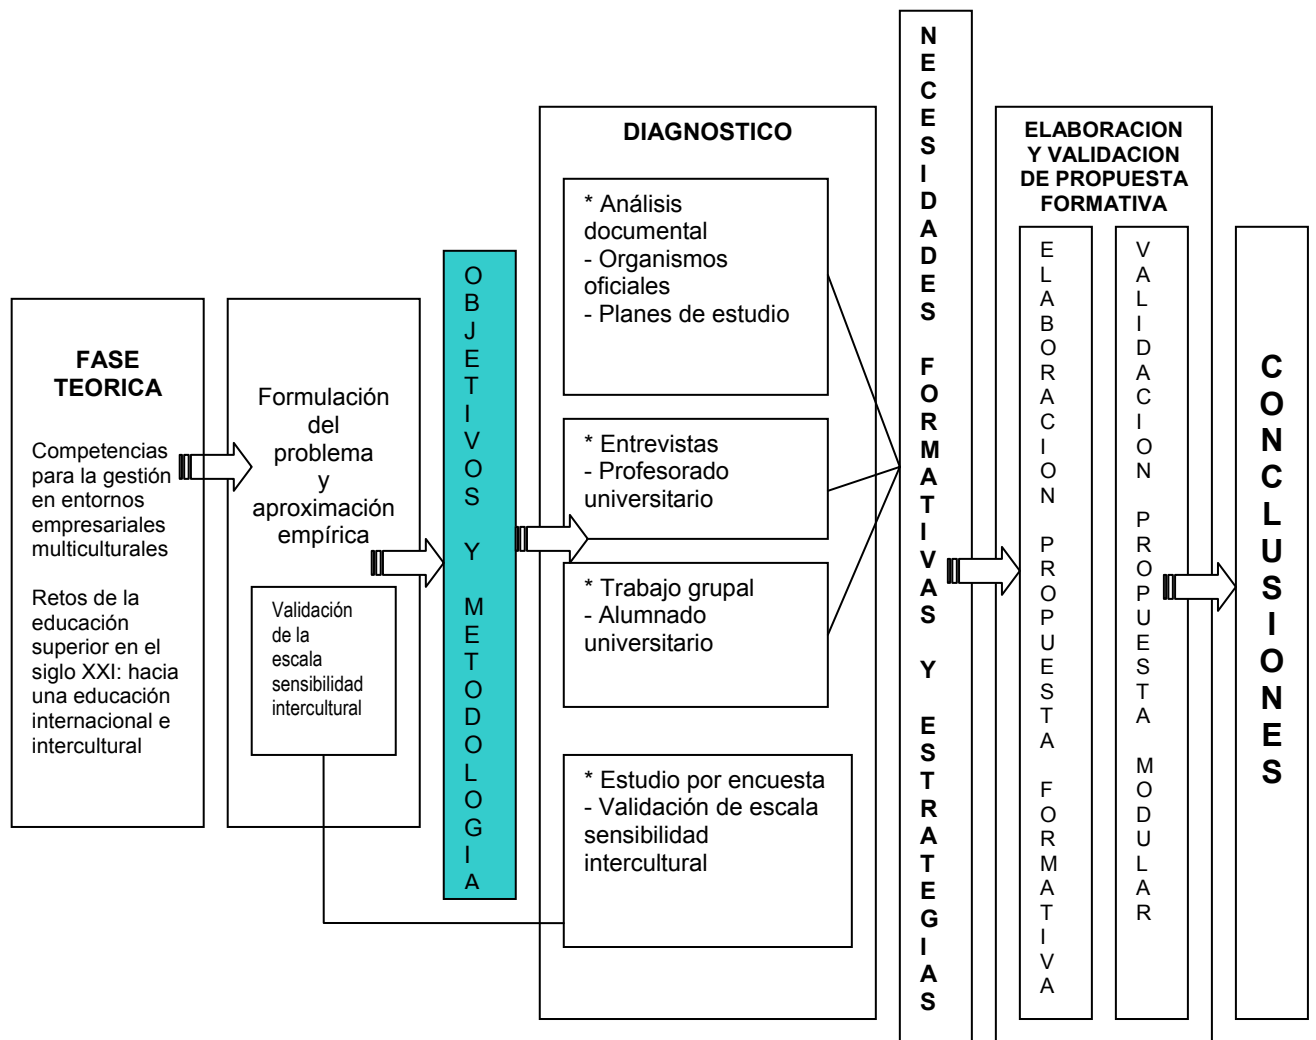 FASE
TEORICA
Competencias
para la gestión
en entornos
empresariales
multiculturales
Retos de la
educación
superior en el
siglo XXI: hacia
una educación
internacional e
intercultural
Formulación
del
problema
y
aproximación
empírica
Validación
de la
escala
sensibilidad
intercultural
OBJETIVOS Y METODOLOGIA
DIAGNOSTICO
* Análisis
documental
- Organismos
oficiales
- Planes de estudio
* Entrevistas
- Profesorado
universitario
* Trabajo grupal
- Alumnado
universitario
* Estudio por encuesta
- Validación de escala
sensibilidad
intercultural
NECESIDADES FORMATIVAS Y ESTRATEGIAS
ELABORACION
Y VALIDACION
DE PROPUESTA
FORMATIVA
ELABORACION PROPUESTA FORMATIVA
VALIDACION PROPUESTA MODULAR
CONCLUSIONES